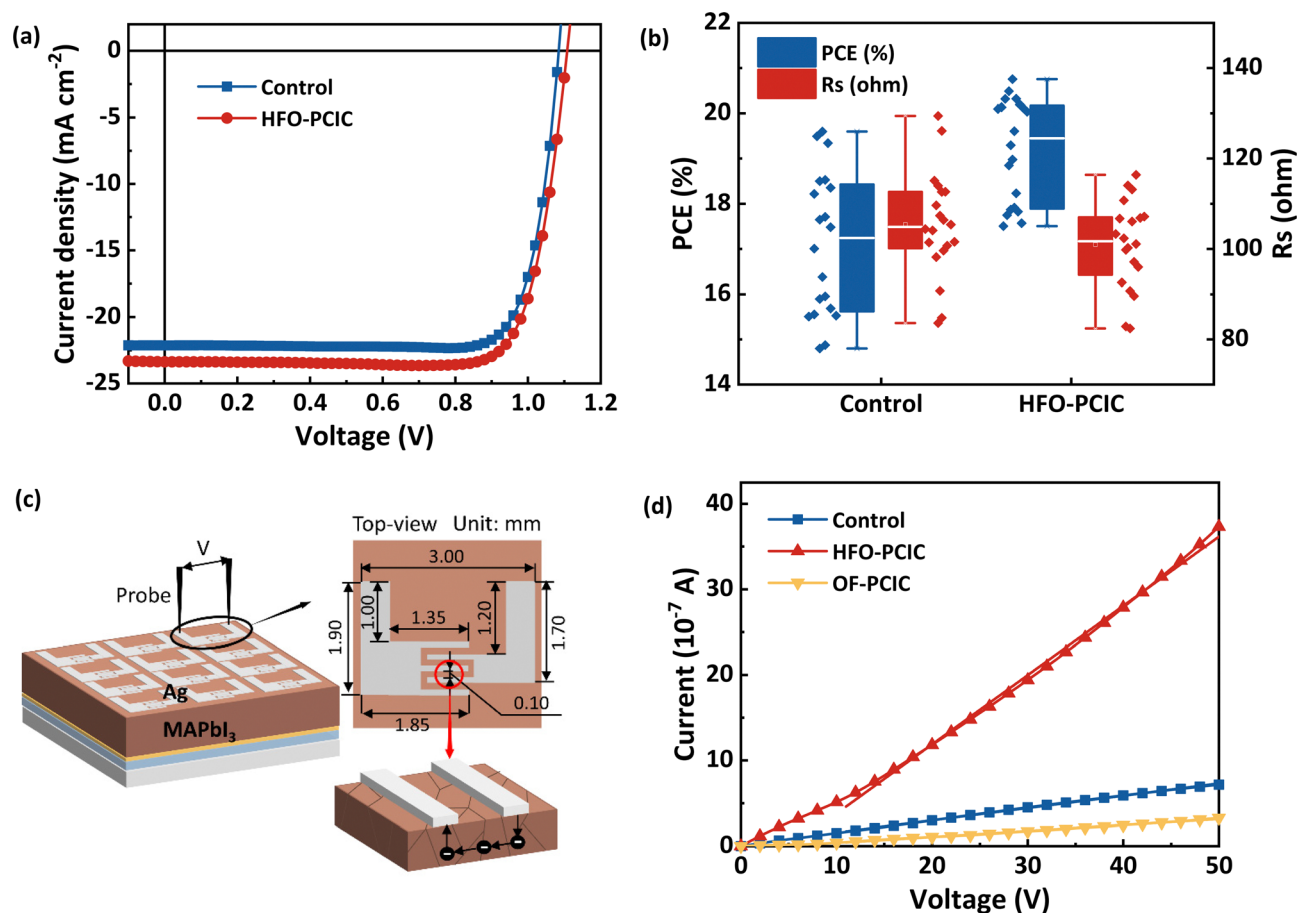 (a)
Current density (mA cm⁻²)
0
-5
-10
-15
-20
-25
Control
HFO-PCIC
0.0 0.2 0.4 0.6 0.8 1.0 1.2
Voltage (V)
(b)
PCE (%)
22
20
18
16
14
PCE (%)
Rs (ohm)
140
120
100
80
Rs (ohm)
Control HFO-PCIC
(c)
V
Probe
Ag
MAPbI₃
Top-view Unit: mm
3.00
1.90
1.00
1.35
1.20
1.70
0.10
1.85
(d)
Current (10⁻⁷ A)
40
30
20
10
0
Control
HFO-PCIC
OF-PCIC
0 10 20 30 40 50
Voltage (V)